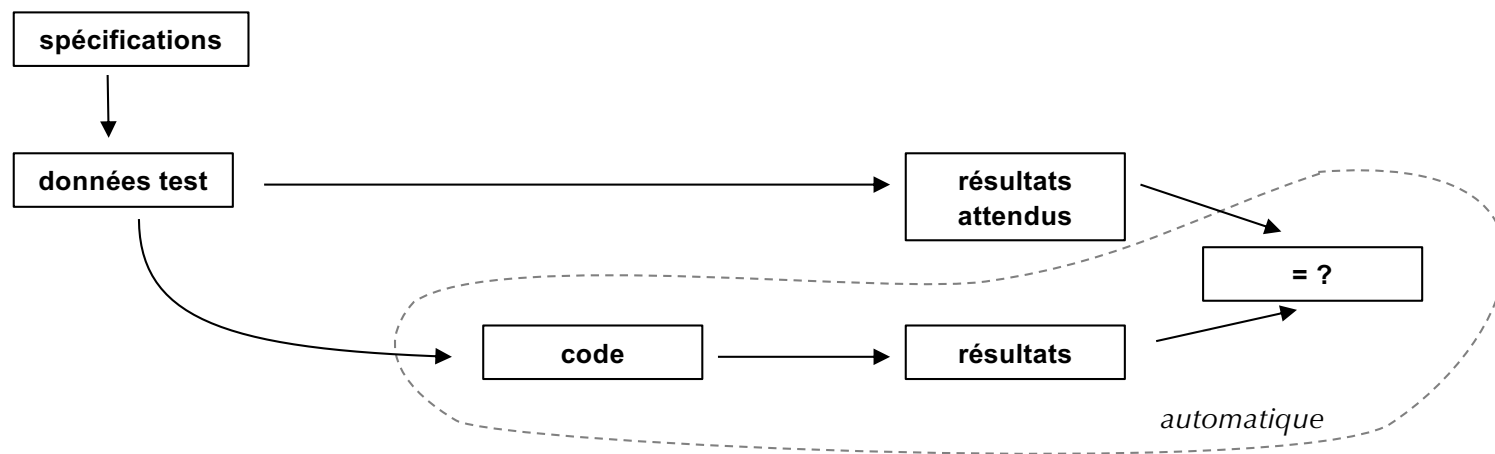 spécifications
données test
résultats
attendus
= ?
code
résultats
automatique